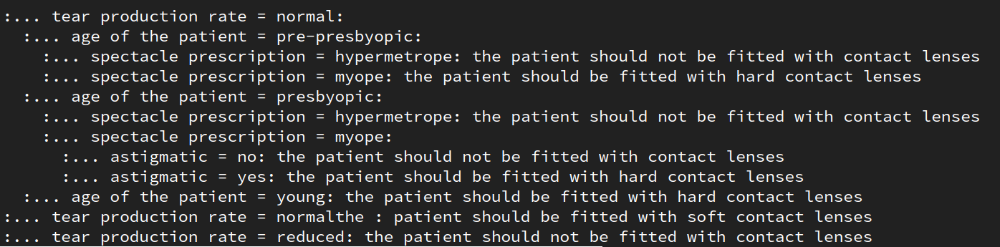 :... tear production rate = normal:
:... age of the patient = pre-presbyopic:
:... spectacle prescription = hypermetrope: the patient should not be fitted with contact lenses
:... spectacle prescription = myope: the patient should be fitted with hard contact lenses
:... age of the patient = presbyopic:
:... spectacle prescription = hypermetrope: the patient should not be fitted with contact lenses
:... spectacle prescription = myope:
:... astigmatic = no: the patient should not be fitted with contact lenses
:... astigmatic = yes: the patient should be fitted with hard contact lenses
:... age of the patient = young: the patient should be fitted with hard contact lenses
:... tear production rate = normalthe : patient should be fitted with soft contact lenses
:... tear production rate = reduced: the patient should not be fitted with contact lenses